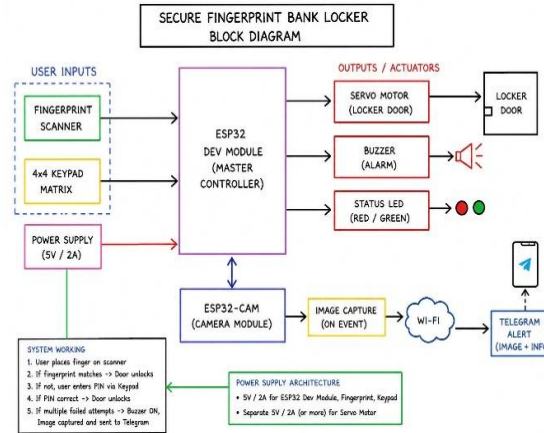 SECURE FINGERPRINT BANK LOCKER
BLOCK DIAGRAM
USER INPUTS
FINGERPRINT
SCANNER
4x4 KEYPAD
MATRIX
POWER SUPPLY
(5V / 2A)
ESP32
DEV MODULE
(MASTER
CONTROLLER)
OUTPUTS / ACTUATORS
SERVO MOTOR
(LOCKER DOOR)
LOCKER
DOOR
BUZZER
(ALARM)
STATUS LED
(RED / GREEN)
ESP32-CAM
(CAMERA MODULE)
IMAGE CAPTURE
(ON EVENT)
WI-FI
TELEGRAM
ALERT
(IMAGE + INFO)
SYSTEM WORKING
1. User places finger on scanner
2. If fingerprint matches -> Door unlocks
3. If not, user enters PIN via Keypad
4. If PIN correct -> Door unlocks
5. If multiple failed attempts -> Buzzer ON,
Image captured and sent to Telegram
POWER SUPPLY ARCHITECTURE
• 5V / 2A for ESP32 Dev Module, Fingerprint, Keypad
• Separate 5V / 2A (or more) for Servo Motor